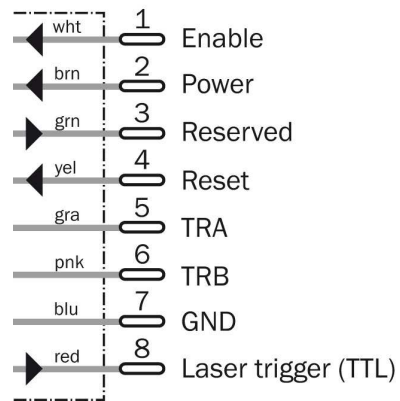 wht 1 Enable
brn 2 Power
grn 3 Reserved
yel 4 Reset
gra 5 TRA
pnk 6 TRB
blu 7 GND
red 8 Laser trigger (TTL)